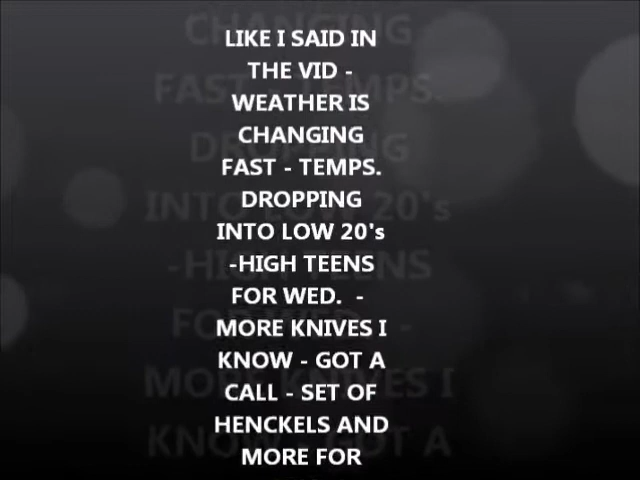 LIKE I SAID IN
THE VID -
WEATHER IS
CHANGING
FAST - TEMPS.
DROPPING
INTO LOW 20's
-HIGH TEENS
FOR WED.  -
MORE KNIVES I
KNOW - GOT A
CALL - SET OF
HENCKELS AND
MORE FOR